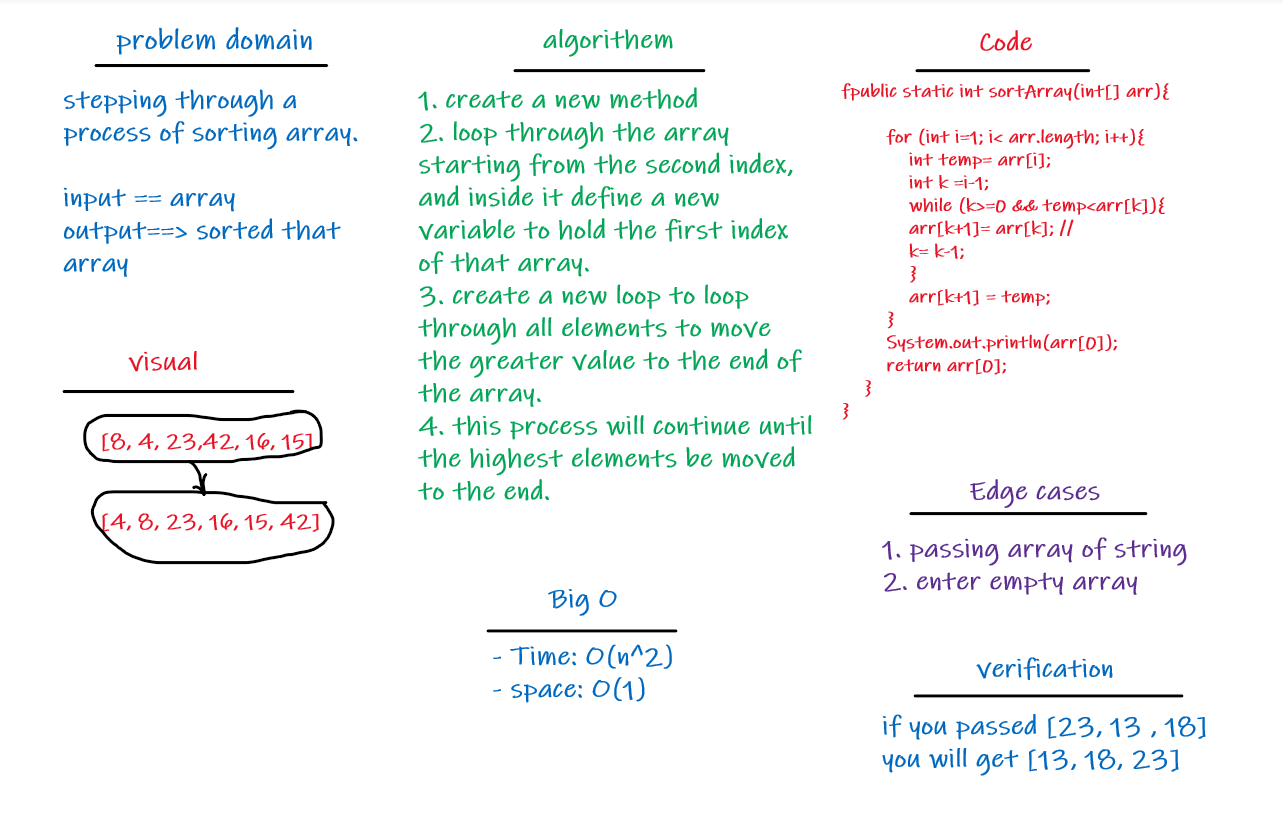 problem domain
stepping through a
process of sorting array.
input == array
output==> sorted that
array
visual
[8, 4, 23,42, 16, 15]
[4, 8, 23, 16, 15, 42]
algorithem
1. create a new method
2. loop through the array
starting from the second index,
and inside it define a new
variable to hold the first index
of that array.
3. create a new loop to loop
through all elements to move
the greater value to the end of
the array.
4. this process will continue until
the highest elements be moved
to the end.
Big O
- Time: O(n^2)
- space: O(1)
Code
fpublic static int sortArray(int[] arr){
for (int i=1; i< arr.length; i++){
int temp= arr[i];
int k =i-1;
while (k>=0 && temp<arr[k]){
arr[k+1]= arr[k]; //
k= k-1;
}
arr[k+1] = temp;
}
System.out.println(arr[0]);
return arr[0];
}
}
Edge cases
1. passing array of string
2. enter empty array
verification
if you passed [23, 13 , 18]
you will get [13, 18, 23]